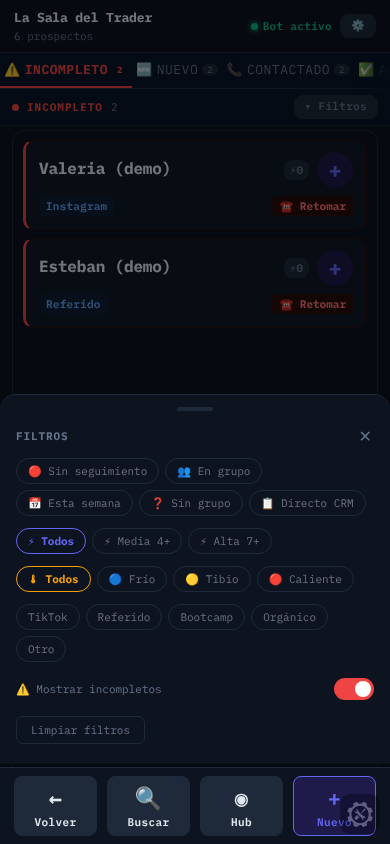 La Sala del Trader
6 prospectos
Bot activo
INCOMPLETO 2
NUEVO 2
CONTACTADO 2
INCOMPLETO 2
▾ Filtros
Valeria (demo)
⚡0
+
Instagram
Retomar
Esteban (demo)
⚡0
+
Referido
Retomar
FILTROS
✕
Sin seguimiento
En grupo
Esta semana
Sin grupo
Directo CRM
⚡ Todos
⚡ Media 4+
⚡ Alta 7+
Todos
Frío
Tibio
Caliente
TikTok
Referido
Bootcamp
Orgánico
Otro
Mostrar incompletos
Limpiar filtros
← Volver
Buscar
Hub
+ Nuevo